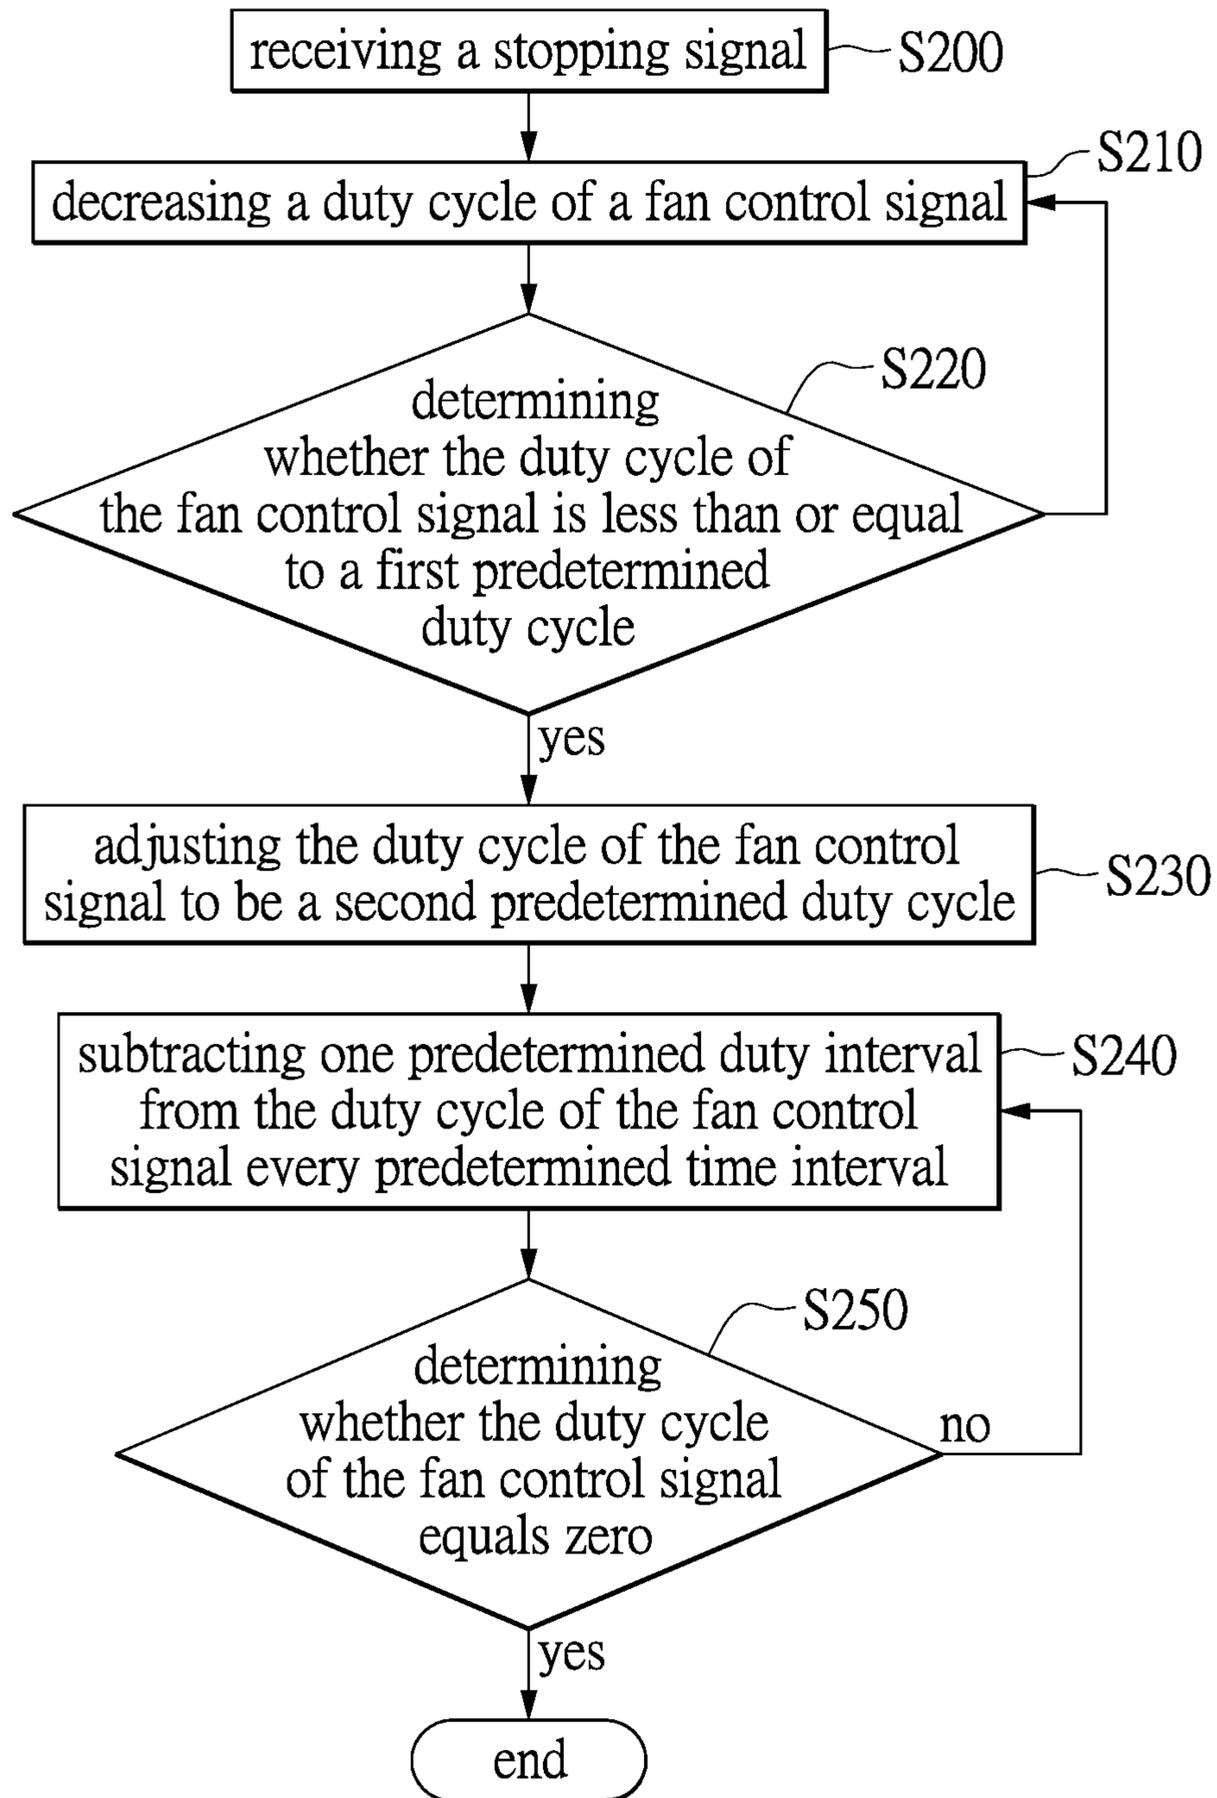 receiving a stopping signal
S200
S210
decreasing a duty cycle of a fan control signal
S220
determining
whether the duty cycle of
the fan control signal is less than or equal
to a first predetermined
duty cycle
yes
adjusting the duty cycle of the fan control
signal to be a second predetermined duty cycle
S230
subtracting one predetermined duty interval
from the duty cycle of the fan control
signal every predetermined time interval
S240
S250
determining
whether the duty cycle
of the fan control signal
equals zero
no
yes
end